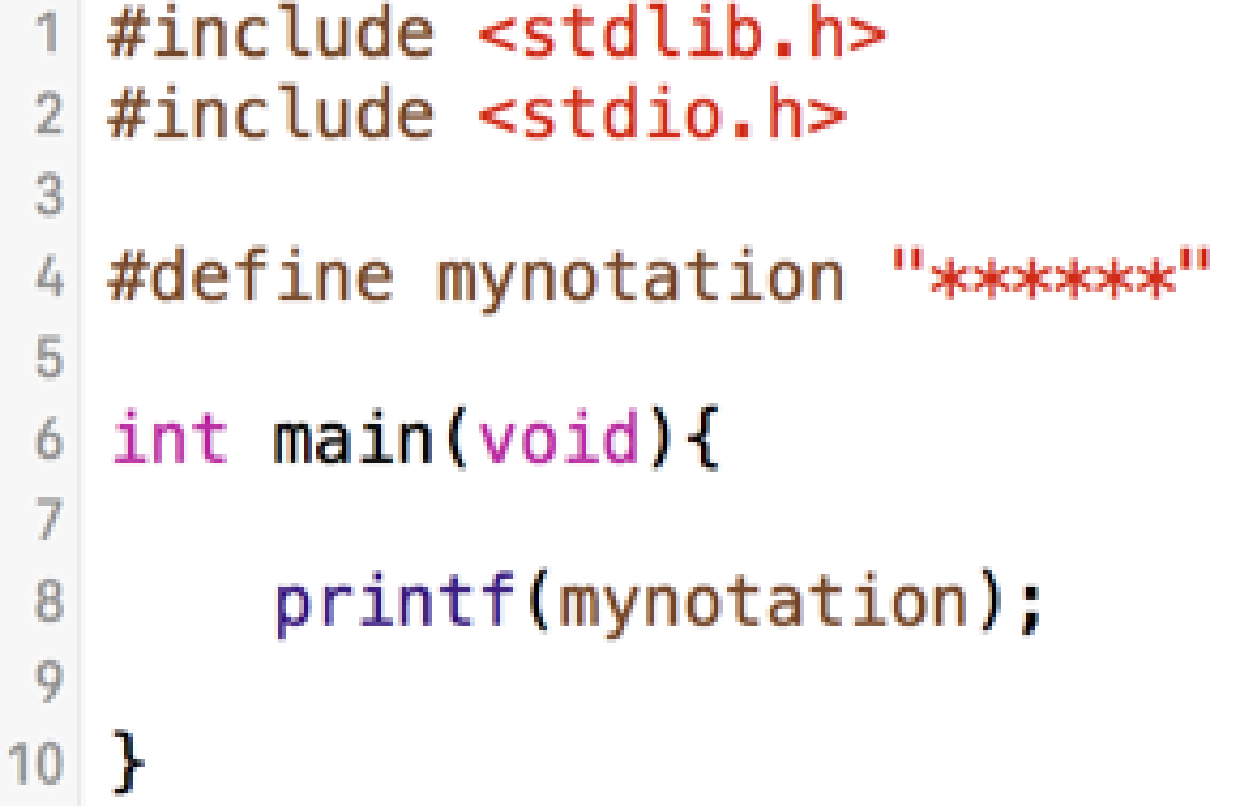 1 #include <stdlib.h>
2 #include <stdio.h>
3
4 #define mynotation "******"
5
6 int main(void){
7
8     printf(mynotation);
9
10 }